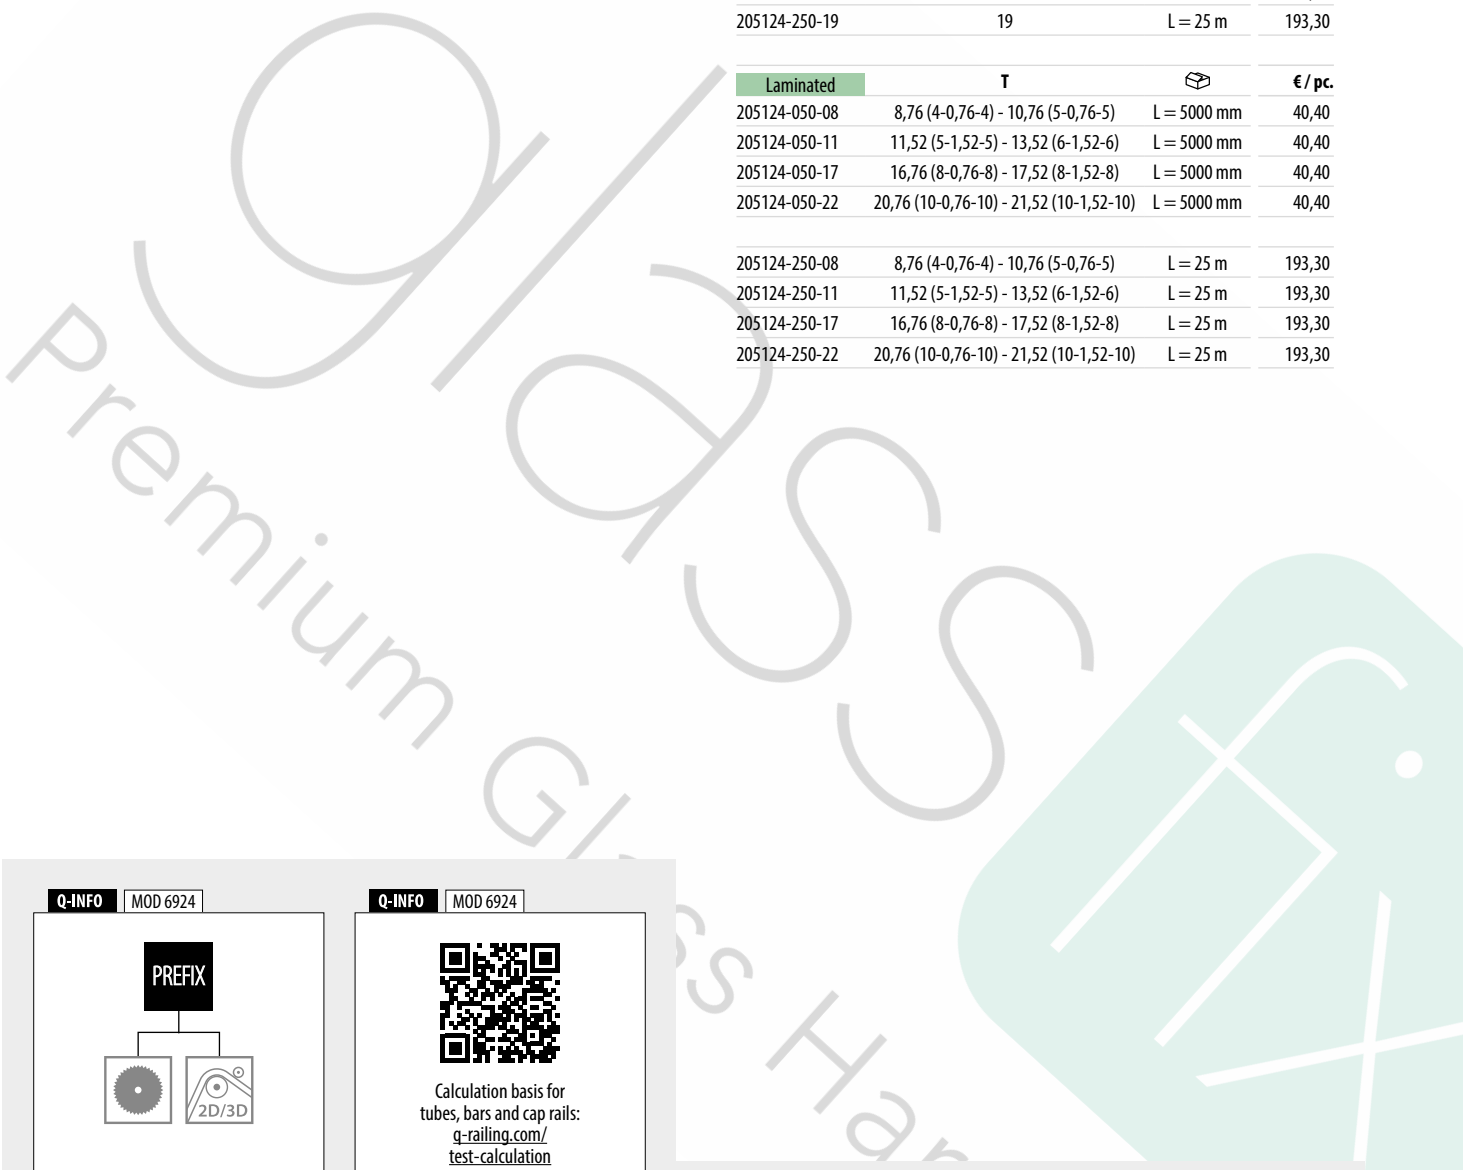 205124-250-19 19 L = 25 m 193,30
Laminated T € / pc.
205124-050-08 8,76 (4-0,76-4) - 10,76 (5-0,76-5) L = 5000 mm 40,40
205124-050-11 11,52 (5-1,52-5) - 13,52 (6-1,52-6) L = 5000 mm 40,40
205124-050-17 16,76 (8-0,76-8) - 17,52 (8-1,52-8) L = 5000 mm 40,40
205124-050-22 20,76 (10-0,76-10) - 21,52 (10-1,52-10) L = 5000 mm 40,40
205124-250-08 8,76 (4-0,76-4) - 10,76 (5-0,76-5) L = 25 m 193,30
205124-250-11 11,52 (5-1,52-5) - 13,52 (6-1,52-6) L = 25 m 193,30
205124-250-17 16,76 (8-0,76-8) - 17,52 (8-1,52-8) L = 25 m 193,30
205124-250-22 20,76 (10-0,76-10) - 21,52 (10-1,52-10) L = 25 m 193,30
glass
fix
Premium Glass Har
Q-INFO MOD 6924
PREFIX
2D/3D
Q-INFO MOD 6924
Calculation basis for
tubes, bars and cap rails:
q-railing.com/
test-calculation